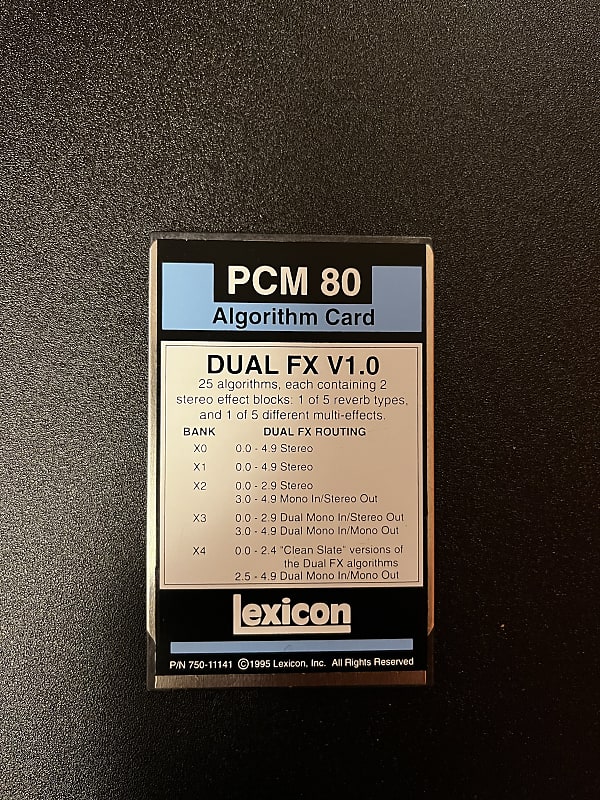 PCM 80
Algorithm Card
DUAL FX V1.0
25 algorithms, each containing 2
stereo effect blocks: 1 of 5 reverb types,
and 1 of 5 different multi-effects.
BANK DUAL FX ROUTING
X0 0.0 - 4.9 Stereo
X1 0.0 - 4.9 Stereo
X2 0.0 - 2.9 Stereo
3.0 - 4.9 Mono In/Stereo Out
X3 0.0 - 2.9 Dual Mono In/Stereo Out
3.0 - 4.9 Dual Mono In/Mono Out
X4 0.0 - 2.4 "Clean Slate" versions of
the Dual FX algorithms
2.5 - 4.9 Dual Mono In/Mono Out
lexicon
P/N 750-11141 ©1995 Lexicon, Inc. All Rights Reserved